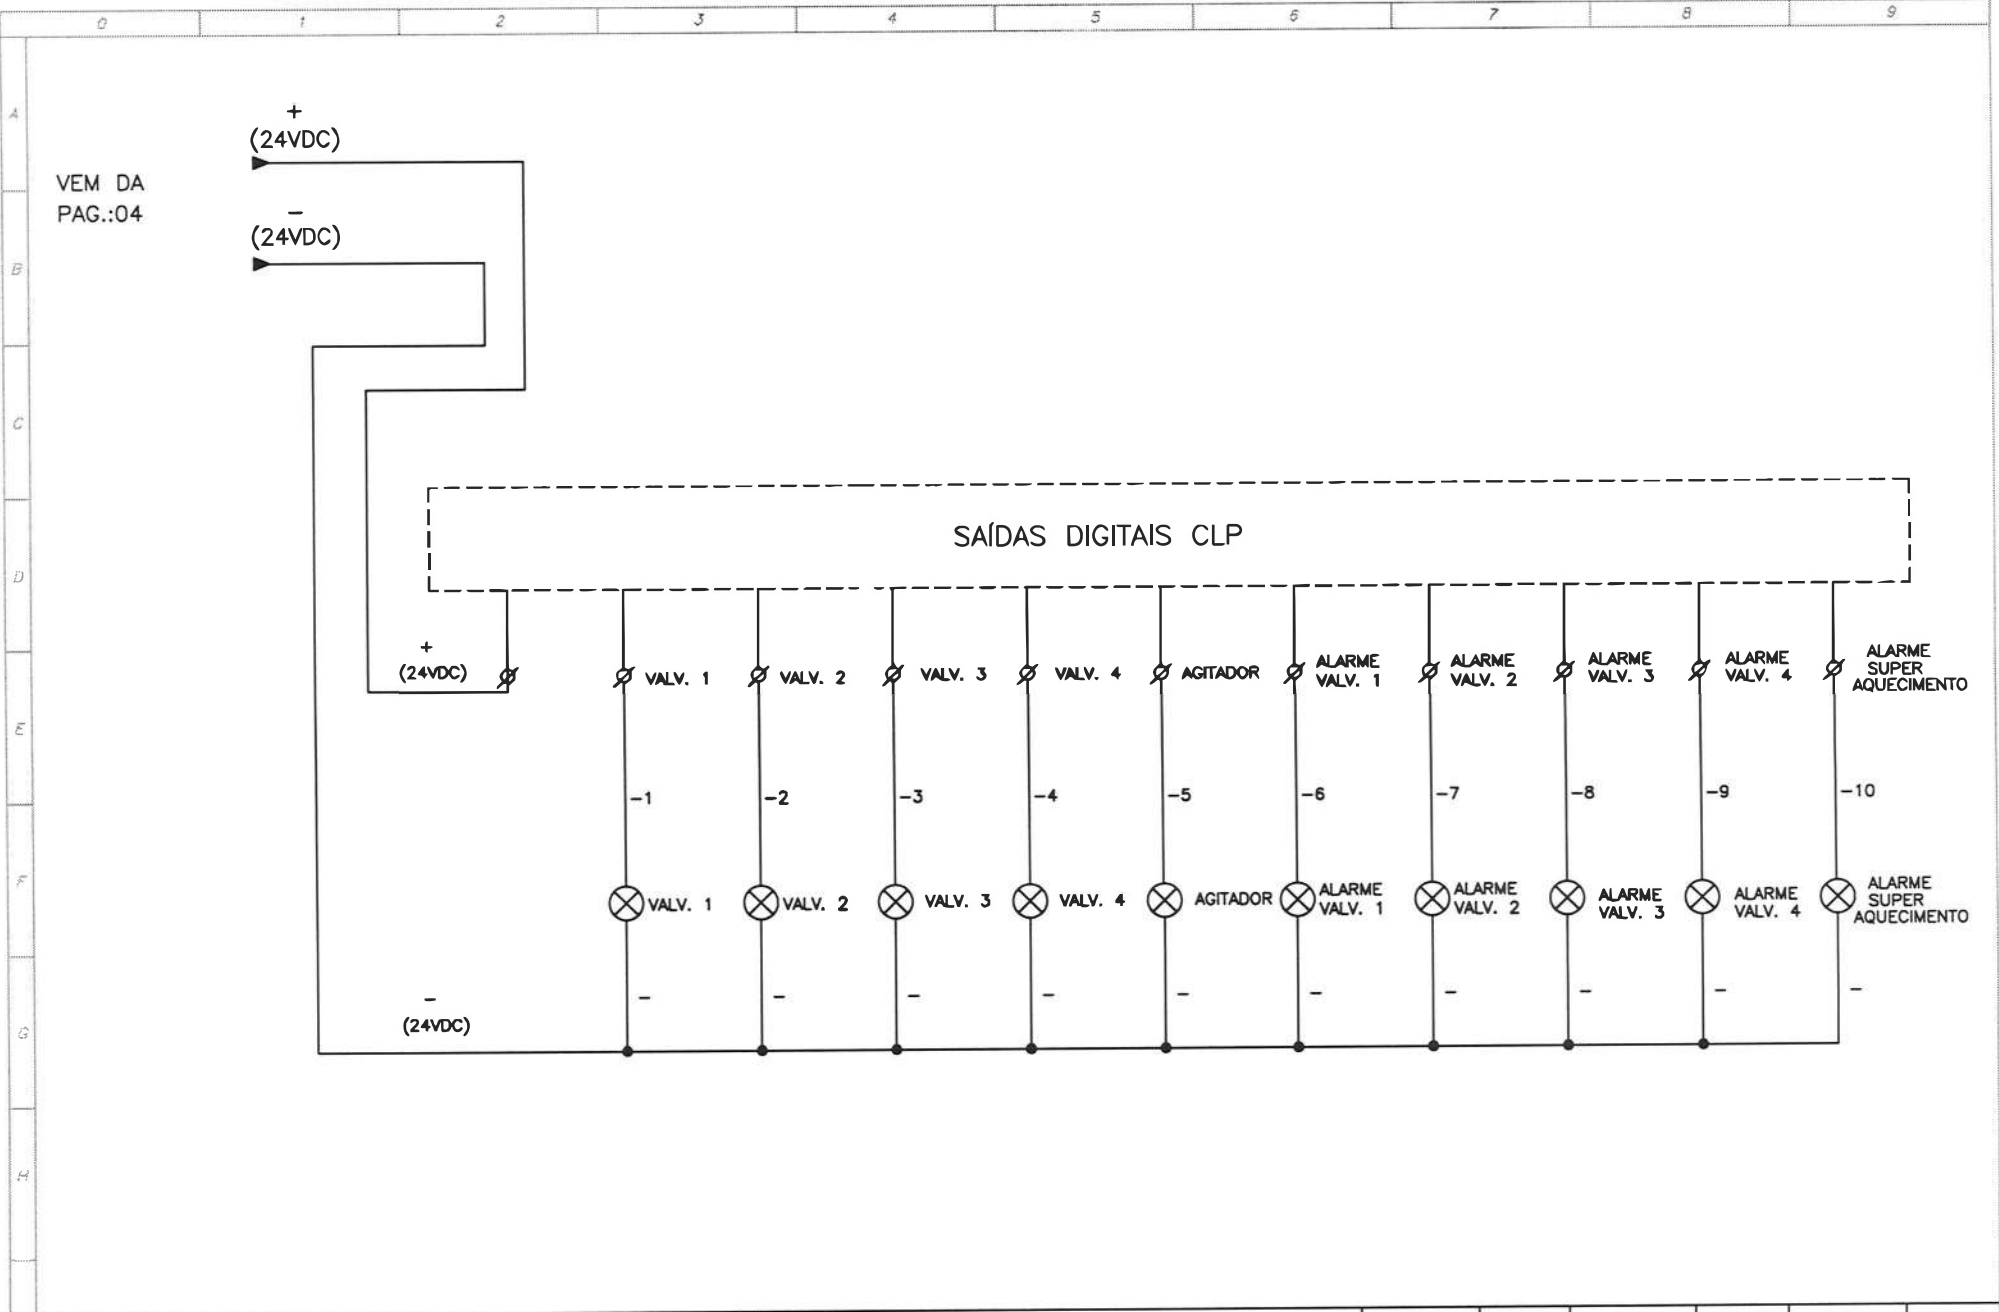 0 1 2 3 4 5 6 7 8 9
A
+
(24VDC)
VEM DA
PAG.:04
−
(24VDC)
B
C
SAÍDAS DIGITAIS CLP
D
+
(24VDC)
VALV. 1
VALV. 2
VALV. 3
VALV. 4
AGITADOR
ALARME
VALV. 1
ALARME
VALV. 2
ALARME
VALV. 3
ALARME
VALV. 4
ALARME
SUPER
AQUECIMENTO
E
−1 −2 −3 −4 −5 −6 −7 −8 −9 −10
F
VALV. 1
VALV. 2
VALV. 3
VALV. 4
AGITADOR
ALARME
VALV. 1
ALARME
VALV. 2
ALARME
VALV. 3
ALARME
VALV. 4
ALARME
SUPER
AQUECIMENTO
− − − − − − − − − −
−
(24VDC)
G
H